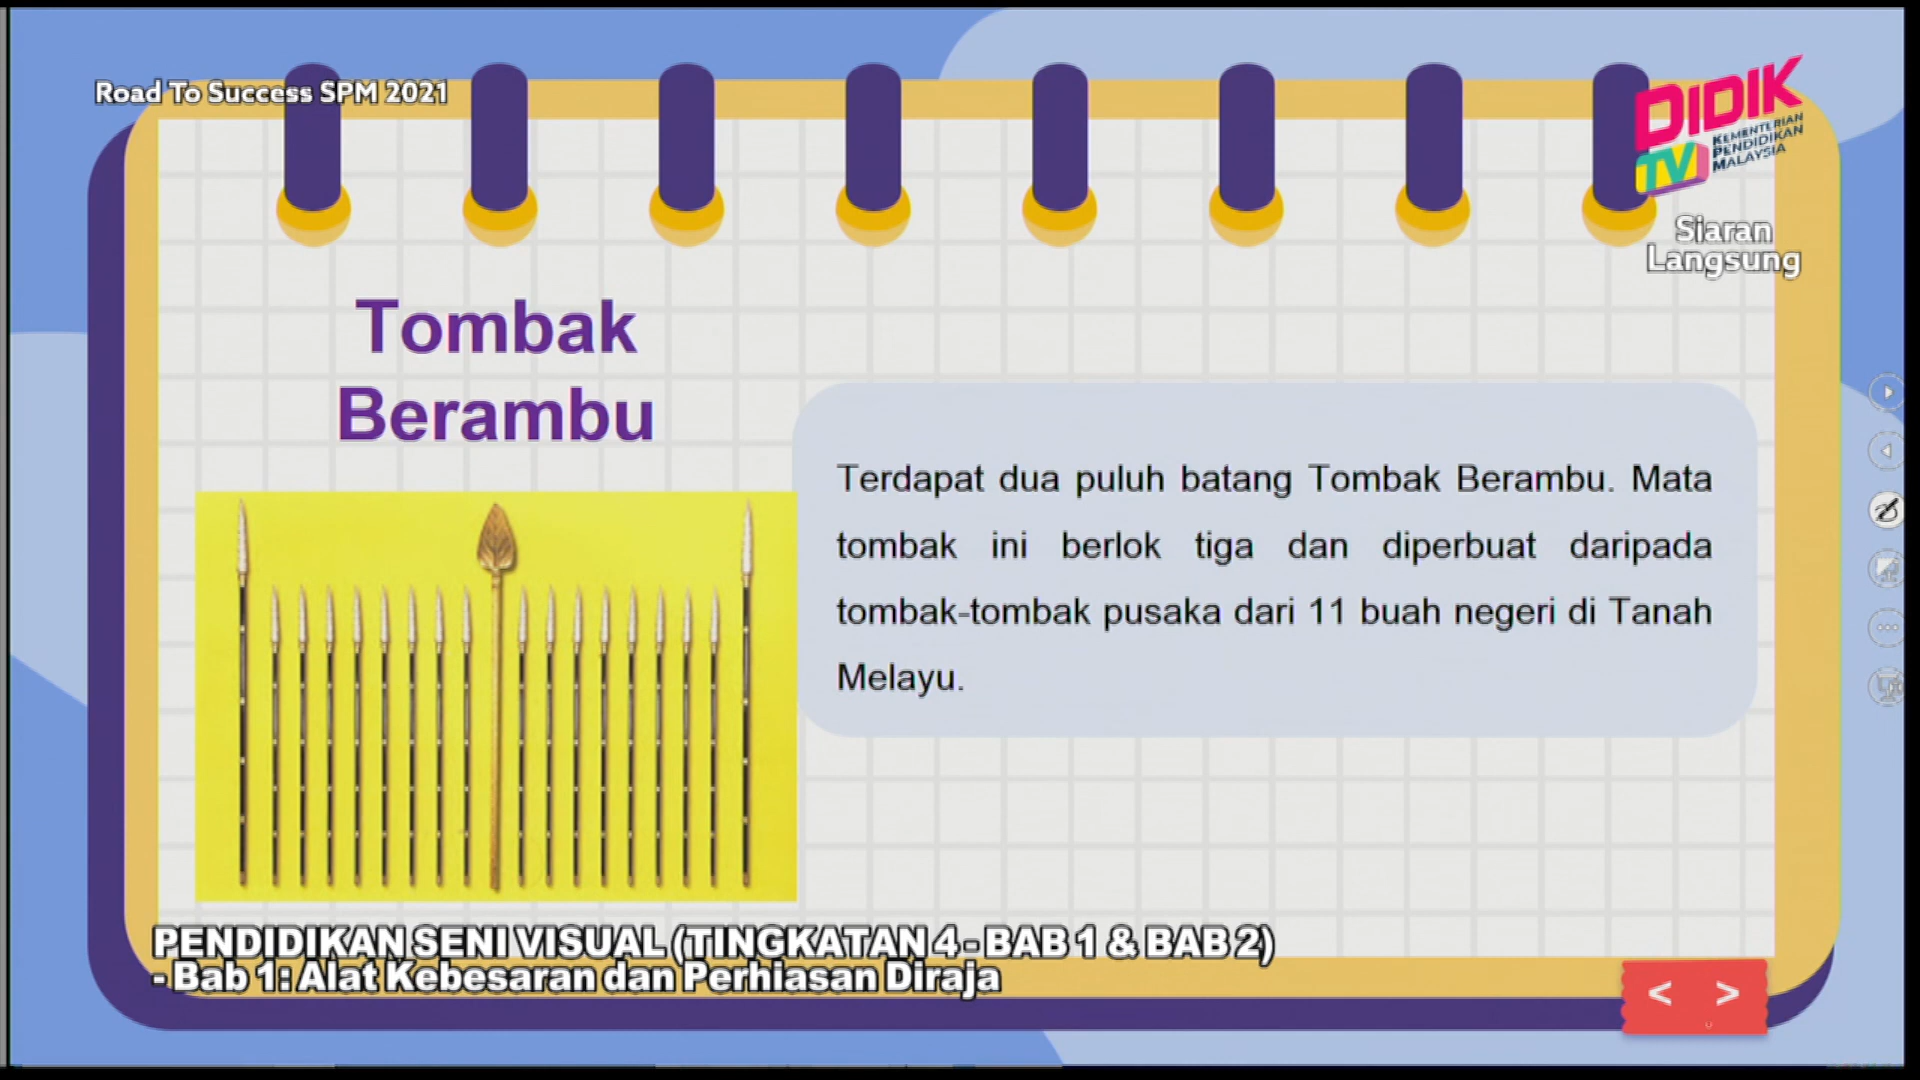 Road To Success SPM 2021
DIDIK
TV
KEMENTERIAN
PENDIDIKAN
MALAYSIA
Siaran
Langsung
Tombak
Berambu
Terdapat dua puluh batang Tombak Berambu. Mata
tombak ini berlok tiga dan diperbuat daripada
tombak-tombak pusaka dari 11 buah negeri di Tanah
Melayu.
PENDIDIKAN SENI VISUAL (TINGKATAN 4 - BAB 1 & BAB 2)
- Bab 1: Alat Kebesaran dan Perhiasan Diraja
< >